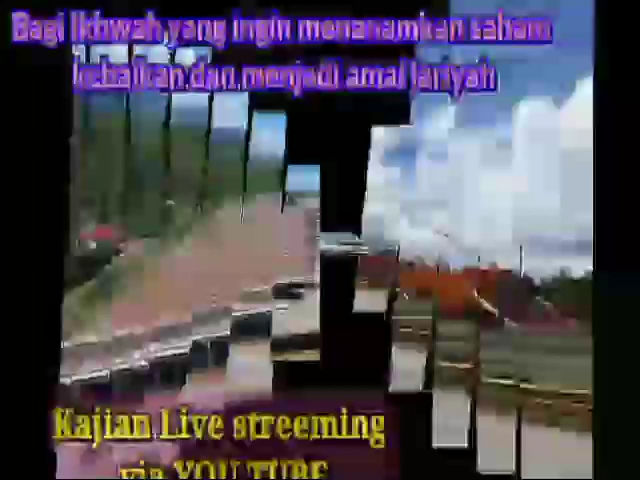 Bagi Ikhwah yang ingin menanamkan saham
kebaikan dan menjadi amal Jariyah
Kajian Live streeming
via YOU TUBE